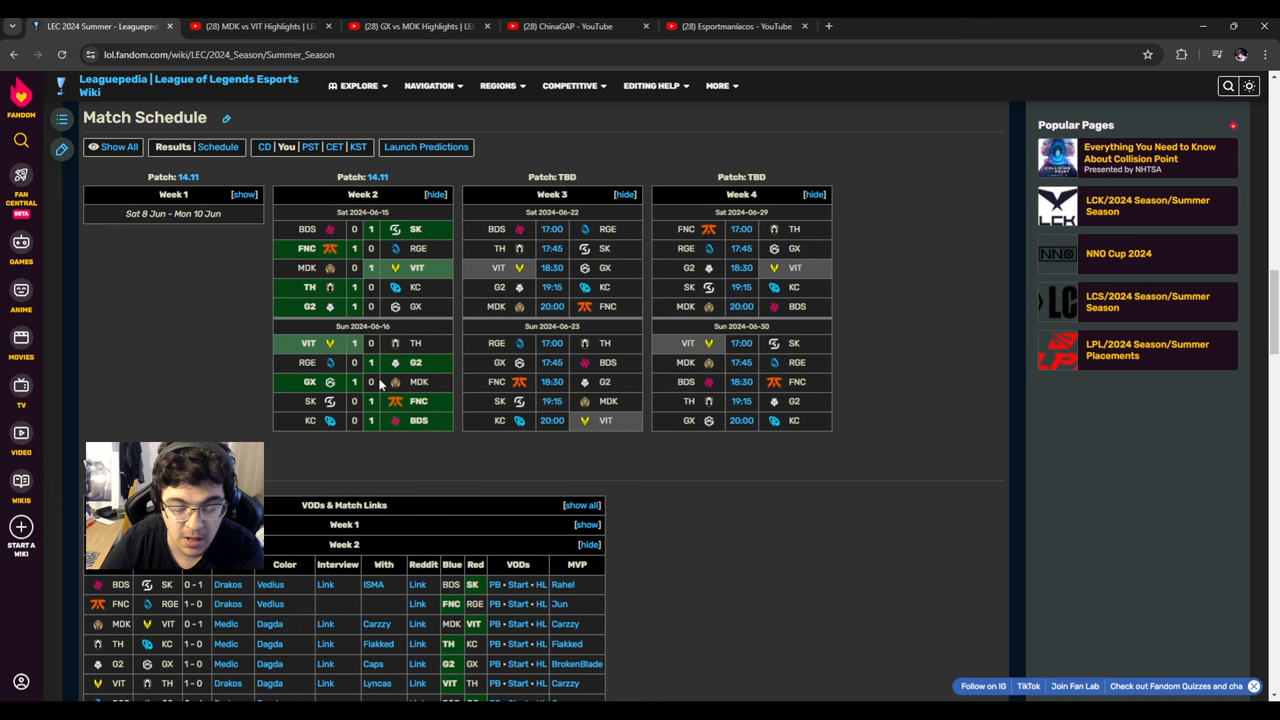 LEC 2024 Summer - Leagueped
(28) MDK vs VIT Highlights | LEC
(28) GX vs MDK Highlights | LEC
(28) ChinaGAP - YouTube
(28) Esportmaníacos - YouTube
lol.fandom.com/wiki/LEC/2024_Season/Summer_Season
Leaguepedia | League of Legends Esports
Wiki
EXPLORE
NAVIGATION
REGIONS
COMPETITIVE
EDITING HELP
MORE
FANDOM
FAN
CENTRAL
BETA
GAMES
ANIME
MOVIES
TV
VIDEO
WIKIS
START A
WIKI
Match Schedule
Show All
Results | Schedule
CD | You | PST | CET | KST
Launch Predictions
Patch: 14.11
Week 1 [show]
Sat 8 Jun - Mon 10 Jun
Patch: 14.11
Week 2 [hide]
Sat 2024-06-15
BDS 0 1 SK
FNC 1 0 RGE
MDK 0 1 VIT
TH 1 0 KC
G2 1 0 GX
Sun 2024-06-16
VIT 1 0 TH
RGE 0 1 G2
GX 1 0 MDK
SK 0 1 FNC
KC 0 1 BDS
Patch: TBD
Week 3 [hide]
Sat 2024-06-22
BDS 17:00 RGE
TH 17:45 SK
VIT 18:30 GX
G2 19:15 KC
MDK 20:00 FNC
Sun 2024-06-23
RGE 17:00 TH
GX 17:45 BDS
FNC 18:30 G2
SK 19:15 MDK
KC 20:00 VIT
Patch: TBD
Week 4 [hide]
Sat 2024-06-29
FNC 17:00 TH
RGE 17:45 GX
G2 18:30 VIT
SK 19:15 KC
MDK 20:00 BDS
Sun 2024-06-30
VIT 17:00 SK
MDK 17:45 RGE
BDS 18:30 FNC
TH 19:15 G2
GX 20:00 KC
VODs & Match Links [show all]
Week 1 [show]
Week 2 [hide]
Color Interview With Reddit Blue Red VODs MVP
BDS SK 0 - 1 Drakos Vedius Link ISMA Link BDS SK PB • Start • HL Rahel
FNC RGE 1 - 0 Drakos Vedius Link FNC RGE PB • Start • HL Jun
MDK VIT 0 - 1 Medic Dagda Link Carzzy Link MDK VIT PB • Start • HL Carzzy
TH KC 1 - 0 Medic Dagda Link Flakked Link TH KC PB • Start • HL Flakked
G2 GX 1 - 0 Medic Dagda Link Caps Link G2 GX PB • Start • HL BrokenBlade
VIT TH 1 - 0 Drakos Dagda Link Lyncas Link VIT TH PB • Start • HL Carzzy
Popular Pages
Everything You Need to Know
About Collision Point
Presented by NHTSA
LCK/2024 Season/Summer
Season
NNO Cup 2024
LCS/2024 Season/Summer
Season
LPL/2024 Season/Summer
Placements
Follow on IG
TikTok
Join Fan Lab
Check out Fandom Quizzes and cha